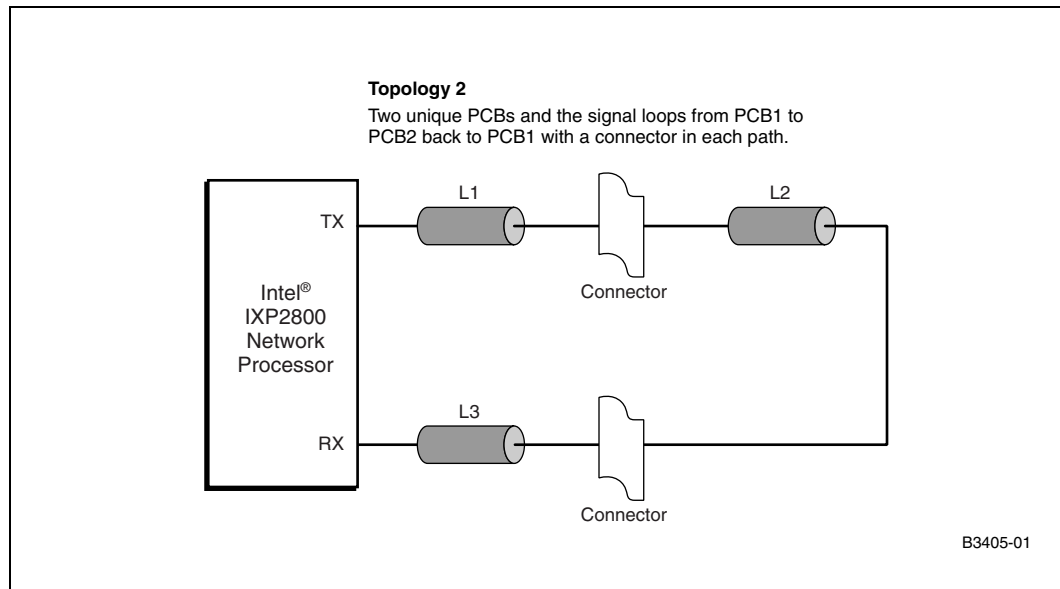 Topology 2
Two unique PCBs and the signal loops from PCB1 to
PCB2 back to PCB1 with a connector in each path.
L1
L2
TX
Connector
Intel®
IXP2800
Network
Processor
L3
RX
Connector
B3405-01